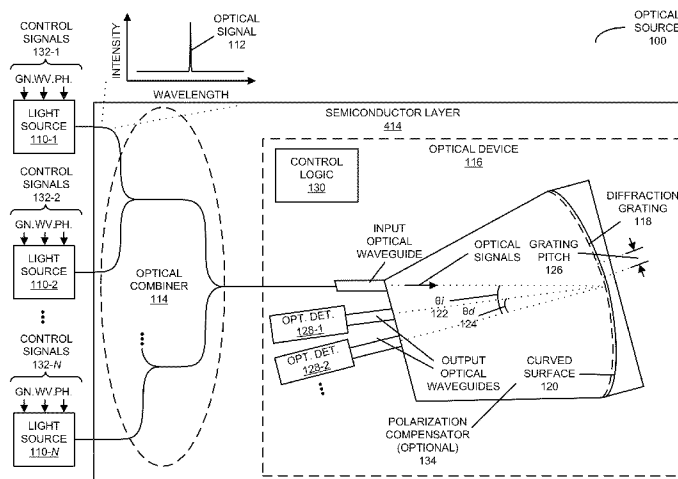 CONTROL
SIGNALS
132-1
GN. WV. PH.
LIGHT
SOURCE
110-1
INTENSITY
OPTICAL
SIGNAL
112
WAVELENGTH
OPTICAL
SOURCE
100
SEMICONDUCTOR LAYER
414
OPTICAL DEVICE
116
CONTROL
LOGIC
130
CONTROL
SIGNALS
132-2
GN. WV. PH.
LIGHT
SOURCE
110-2
OPTICAL
COMBINER
114
INPUT
OPTICAL
WAVEGUIDE
OPTICAL
SIGNALS
DIFFRACTION
GRATING
118
GRATING
PITCH
126
θi
122
θd
124
OPT. DET.
128-1
OPT. DET.
128-2
OUTPUT
OPTICAL
WAVEGUIDES
CURVED
SURFACE
120
POLARIZATION
COMPENSATOR
(OPTIONAL)
134
CONTROL
SIGNALS
132-N
GN. WV. PH.
LIGHT
SOURCE
110-N